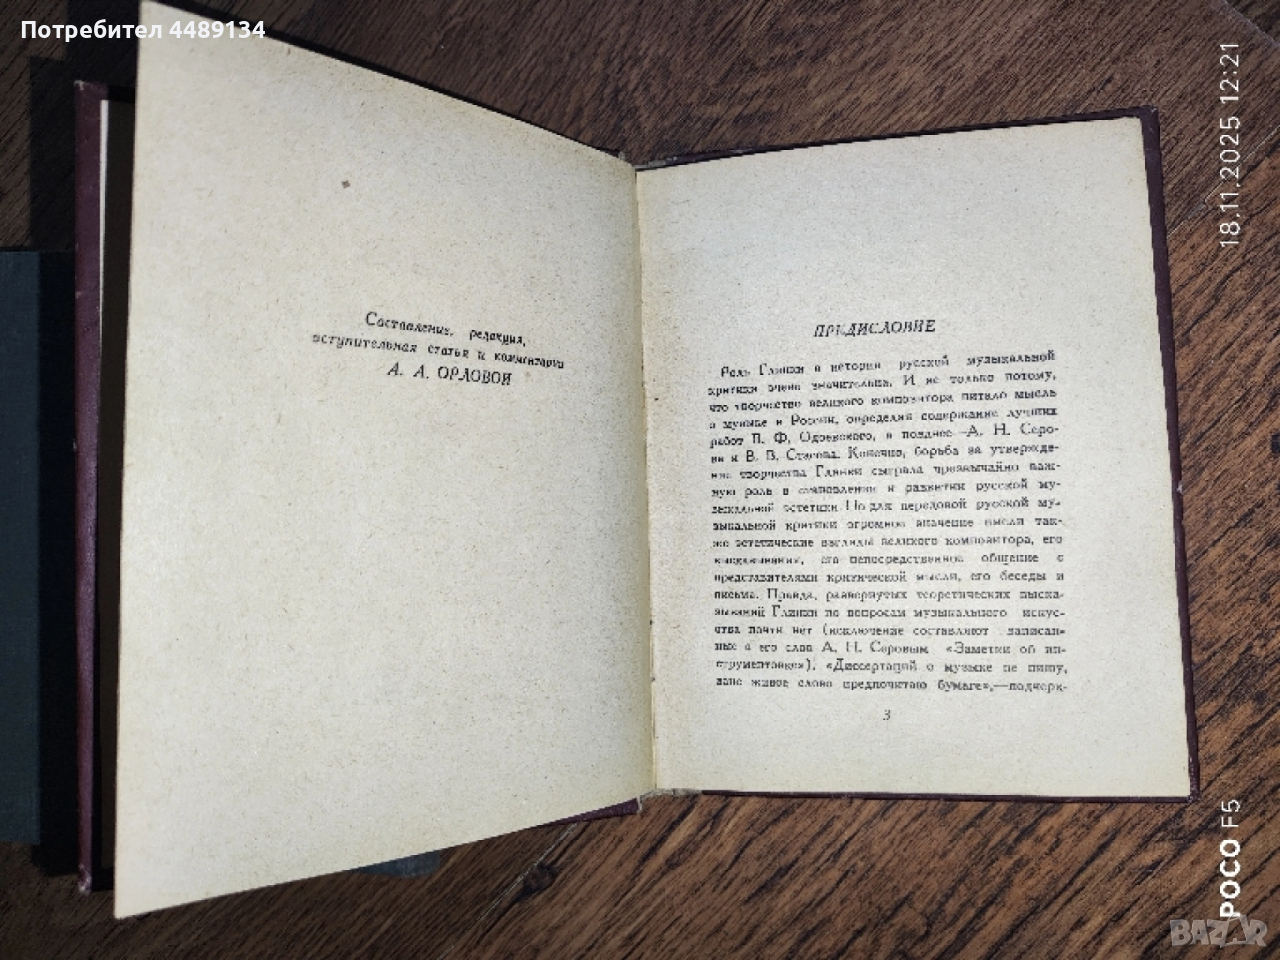 Потребител 4489134
Составление, редакция,
вступительная статья и комментарии
А. А. ОРЛОВОЙ
ПРЕДИСЛОВИЕ
Роль Глинки в истории русской музыкальной
критики очень значительна. И не только потому,
что творчество великого композитора питало мысль
о музыке в России, определяя содержание лучших
работ В. Ф. Одоевского, а позднее—А. Н. Серо-
ва и В. В. Стасова. Конечно, борьба за утвержде-
ние творчества Глинки сыграла чрезвычайно важ-
ную роль в становлении и развитии русской му-
зыкальной эстетики. Но для передовой русской му-
зыкальной критики огромное значение имели так-
же эстетические взгляды великого композитора, его
высказывания, его непосредственное общение с
представителями критической мысли, его беседы и
письма. Правда, развернутых теоретических выска-
зываний Глинки по вопросам музыкального искус-
ства почти нет (исключение составляют записан-
ные с его слов А. Н. Серовым «Заметки об ин-
струментовке»). «Диссертаций о музыке не пишу,
ибо живое слово предпочитаю бумаге»,—подчерк-
3
18.11.2025 12:21
POCO F5
BAZAR